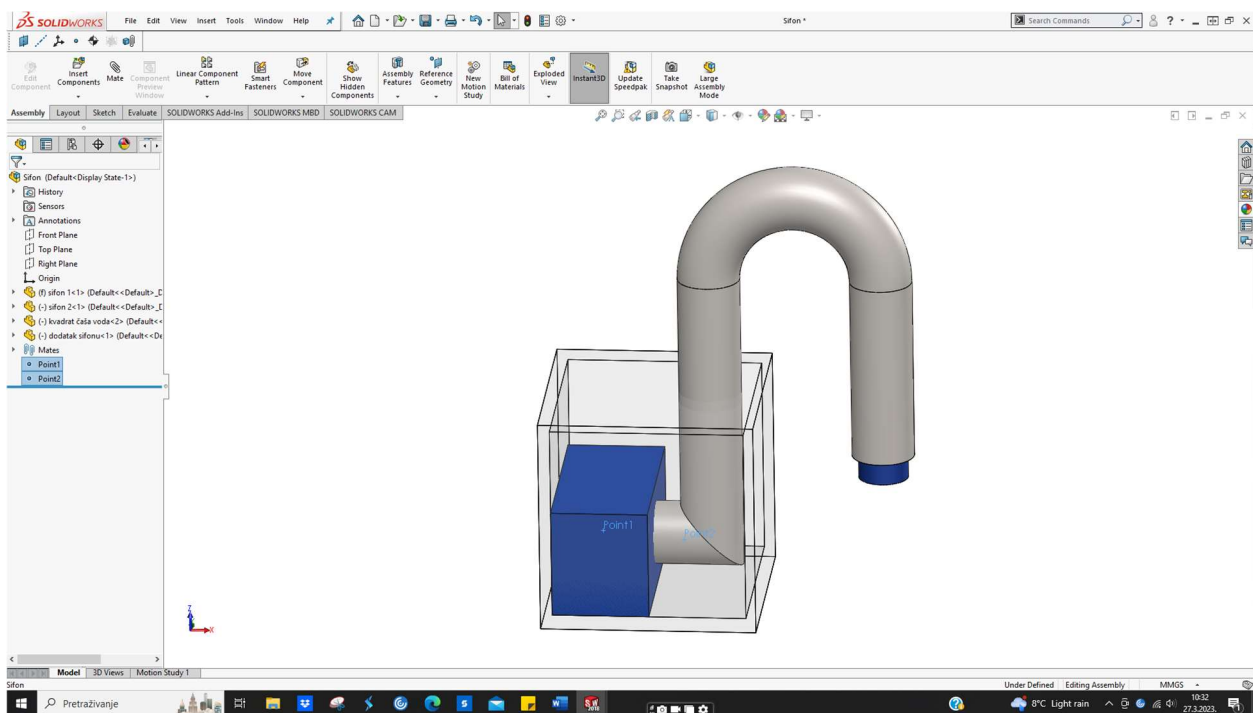 SOLIDWORKS File Edit View Insert Tools Window Help Sifon * Search Commands
Edit Component
Insert Components
Mate
Component Preview Window
Linear Component Pattern
Smart Fasteners
Move Component
Show Hidden Components
Assembly Features
Reference Geometry
New Motion Study
Bill of Materials
Exploded View
Instant3D
Update Speedpak
Take Snapshot
Large Assembly Mode
Assembly Layout Sketch Evaluate SOLIDWORKS Add-Ins SOLIDWORKS MBD SOLIDWORKS CAM
Sifon (Default<Display State-1>)
History
Sensors
Annotations
Front Plane
Top Plane
Right Plane
Origin
(f) sifon 1<1> (Default<<Default>_D
(-) sifon 2<1> (Default<<Default>_D
(-) kvadrat čaša voda<2> (Default<<
(-) dodatak sifonu<1> (Default<<De
Mates
Point1
Point2
Point1
Z
X
Model 3D Views Motion Study 1
Sifon Under Defined Editing Assembly MMGS
Pretraživanje 8°C Light rain 10:32
27.3.2023.